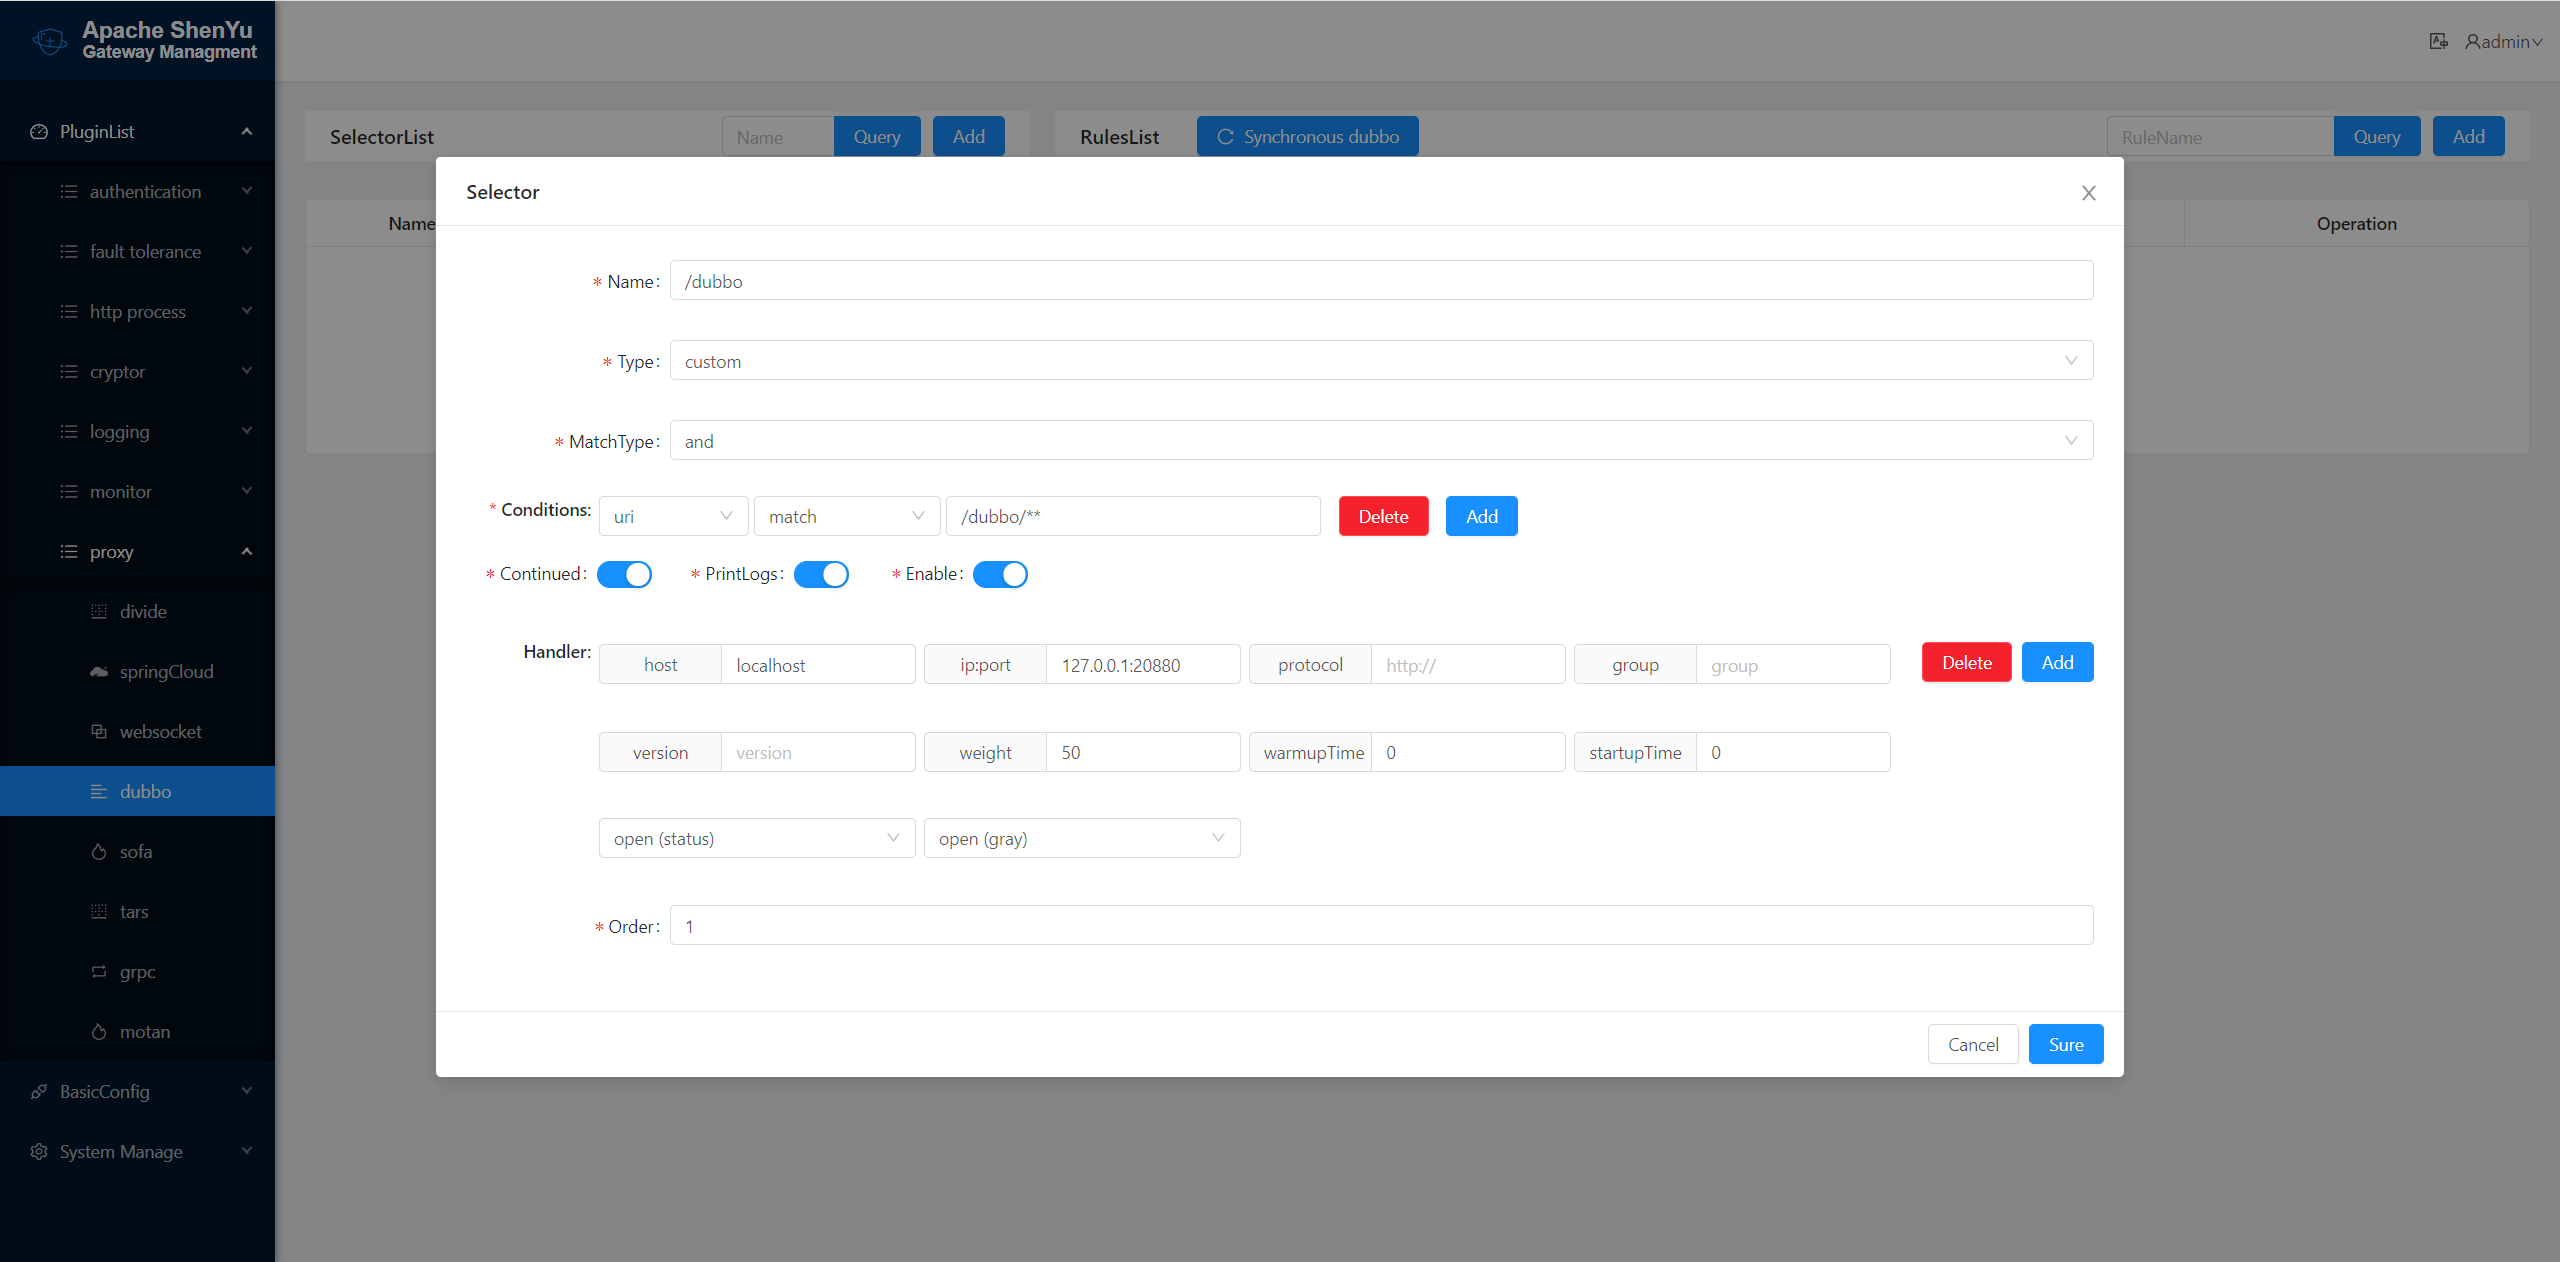 Apache ShenYu
Gateway Managment
admin
PluginList
authentication
fault tolerance
http process
cryptor
logging
monitor
proxy
divide
springCloud
websocket
dubbo
sofa
tars
grpc
motan
BasicConfig
System Manage
SelectorList
Name
Query
Add
RulesList
Synchronous dubbo
RuleName
Query
Add
Name
Operation
Selector
* Name: /dubbo
* Type: custom
* MatchType: and
* Conditions: uri match /dubbo/** Delete Add
* Continued: * PrintLogs: * Enable:
Handler: host localhost ip:port 127.0.0.1:20880 protocol http:// group group Delete Add
version version weight 50 warmupTime 0 startupTime 0
open (status) open (gray)
* Order: 1
Cancel Sure